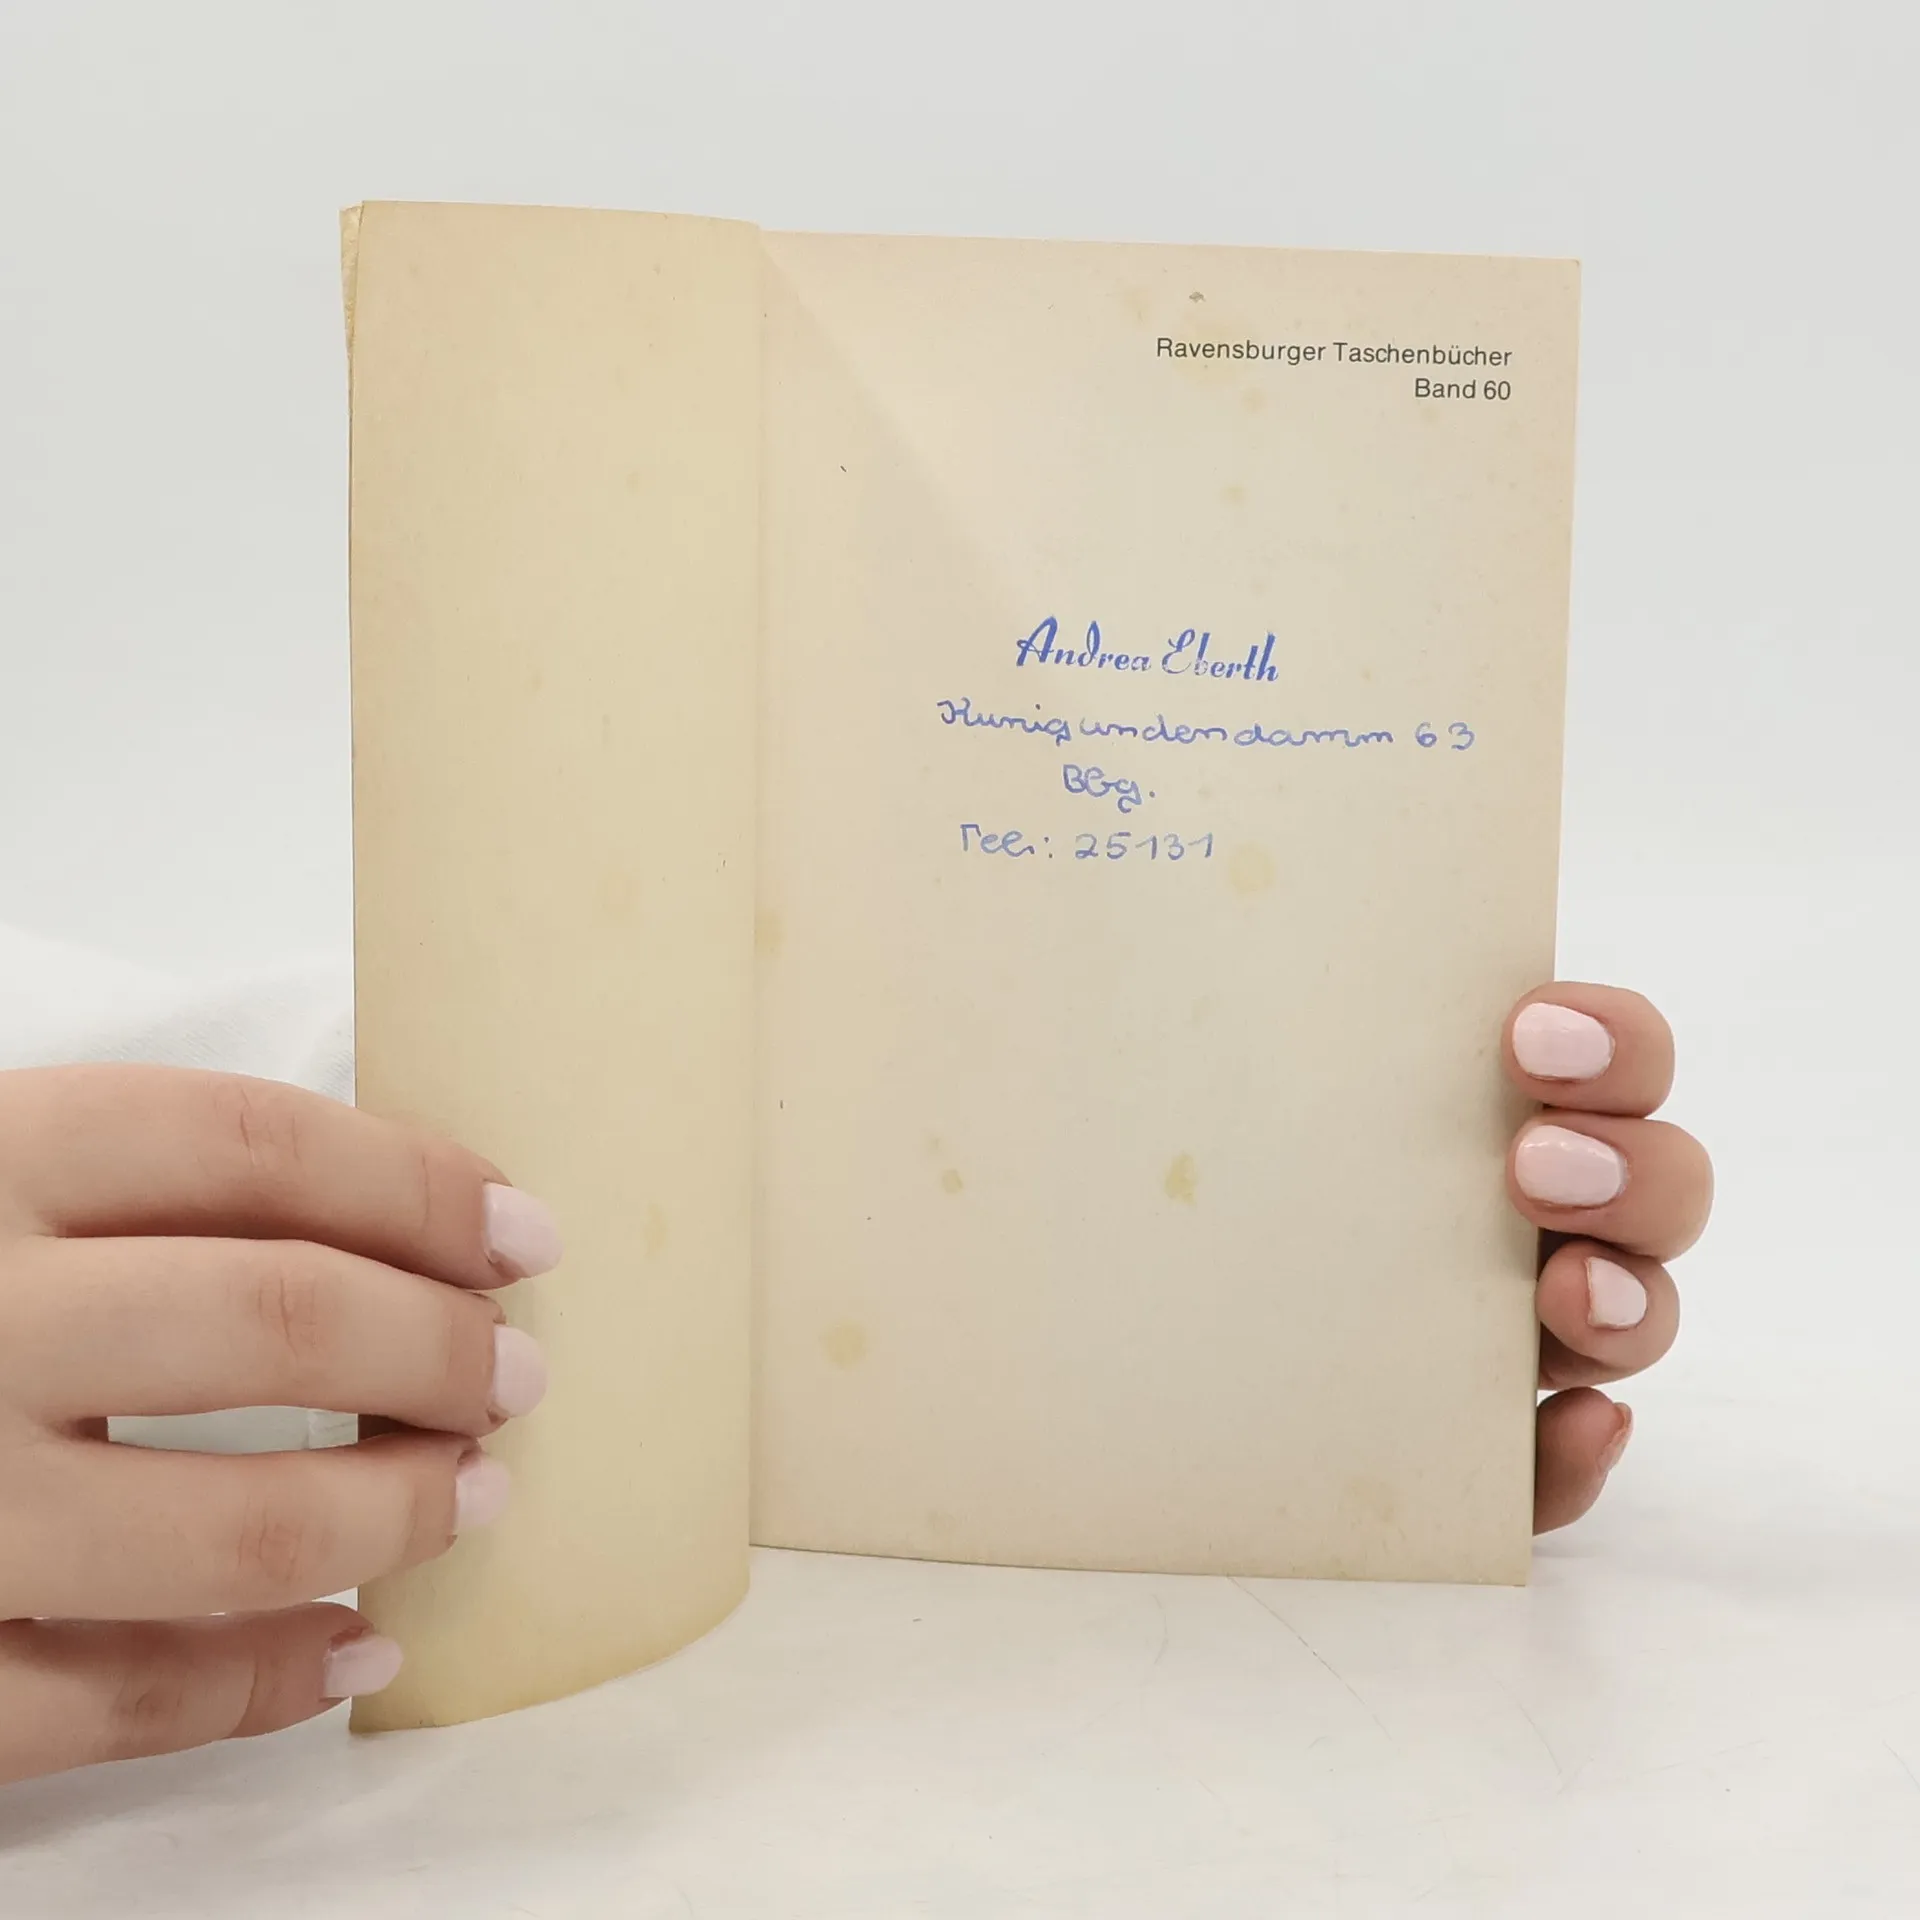 Ravensburger Taschenbücher
Band 60
Andrea Eberth
Kunigundendamm 63
Bbg.
Tel.: 25131